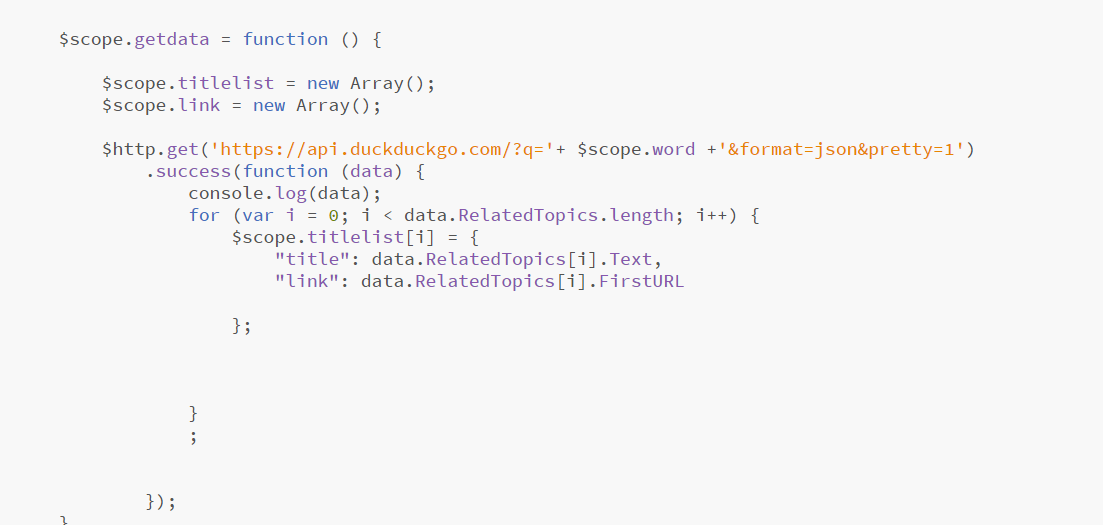 $scope.getdata = function () {
$scope.titlelist = new Array();
$scope.link = new Array();
$http.get('https://api.duckduckgo.com/?q='+ $scope.word +'&format=json&pretty=1')
.success(function (data) {
console.log(data);
for (var i = 0; i < data.RelatedTopics.length; i++) {
$scope.titlelist[i] = {
"title": data.RelatedTopics[i].Text,
"link": data.RelatedTopics[i].FirstURL
};
}
;
});
}